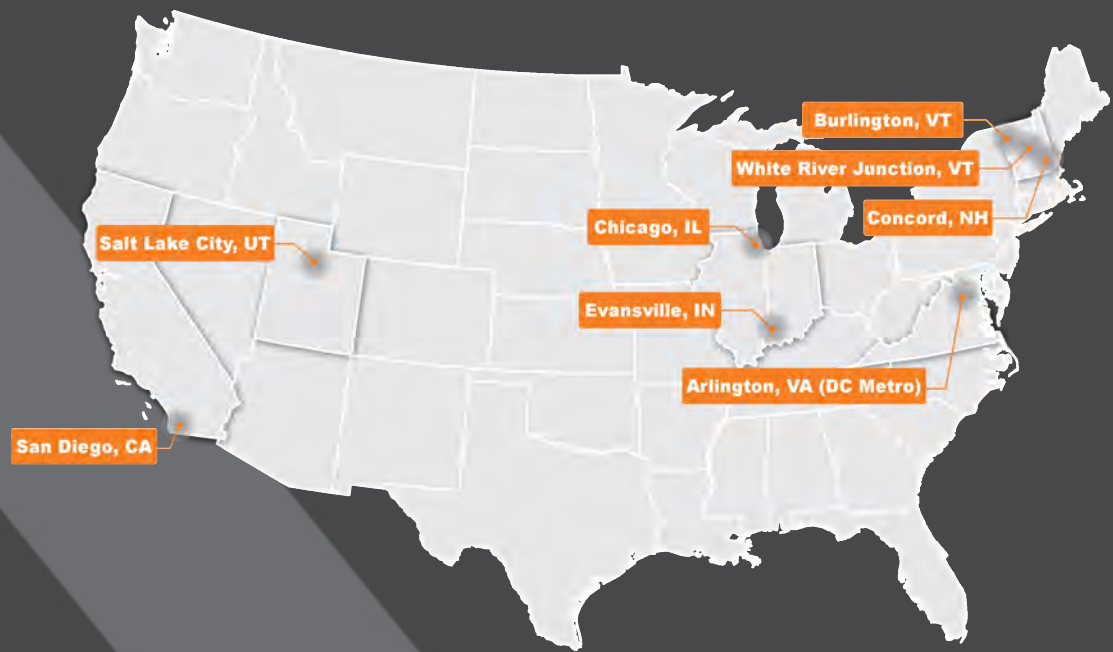 Burlington, VT
White River Junction, VT
Concord, NH
Chicago, IL
Salt Lake City, UT
Evansville, IN
Arlington, VA (DC Metro)
San Diego, CA